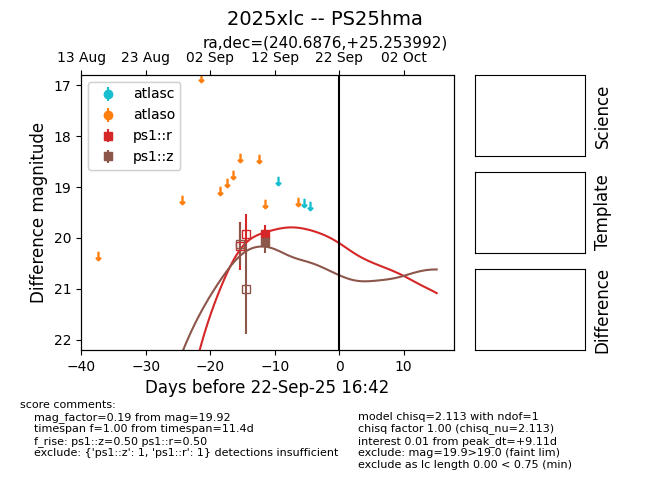 2025xlc -- PS25hma
ra,dec=(240.6876,+25.253992)
13 Aug 23 Aug 02 Sep 12 Sep 22 Sep 02 Oct
17
18
19
20
21
22
Difference magnitude
atlasc
atlaso
ps1::r
ps1::z
−40 −30 −20 −10 0 10
Days before 22-Sep-25 16:42
Science
Template
Difference
score comments:
mag_factor=0.19 from mag=19.92
timespan f=1.00 from timespan=11.4d
f_rise: ps1::z=0.50 ps1::r=0.50
exclude: {'ps1::z': 1, 'ps1::r': 1} detections insufficient
model chisq=2.113 with ndof=1
chisq factor 1.00 (chisq_nu=2.113)
interest 0.01 from peak_dt=+9.11d
exclude: mag=19.9>19.0 (faint lim)
exclude as lc length 0.00 < 0.75 (min)